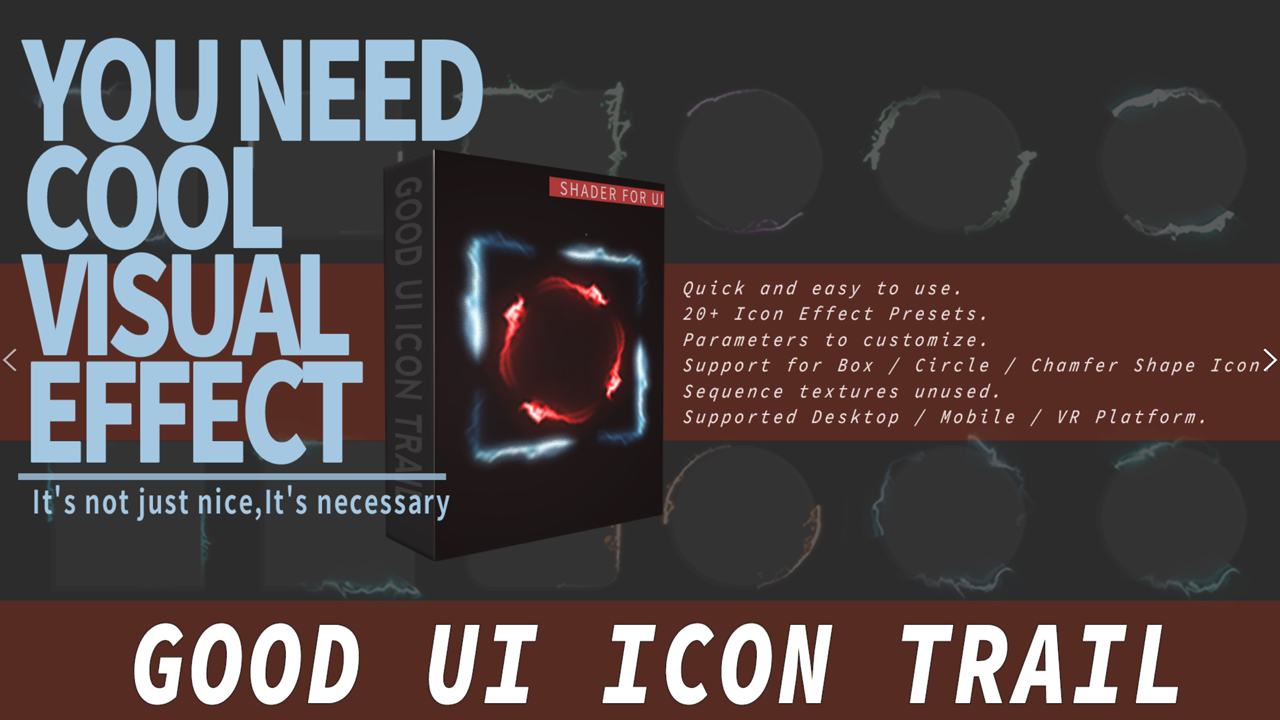 YOU NEED
COOL
VISUAL
EFFECT
It's not just nice,It's necessary
GOOD UI ICON TRAIL
SHADER FOR UI
Quick and easy to use.
20+ Icon Effect Presets.
Parameters to customize.
Support for Box / Circle / Chamfer Shape Icon
Sequence textures unused.
Supported Desktop / Mobile / VR Platform.
GOOD UI ICON TRAIL